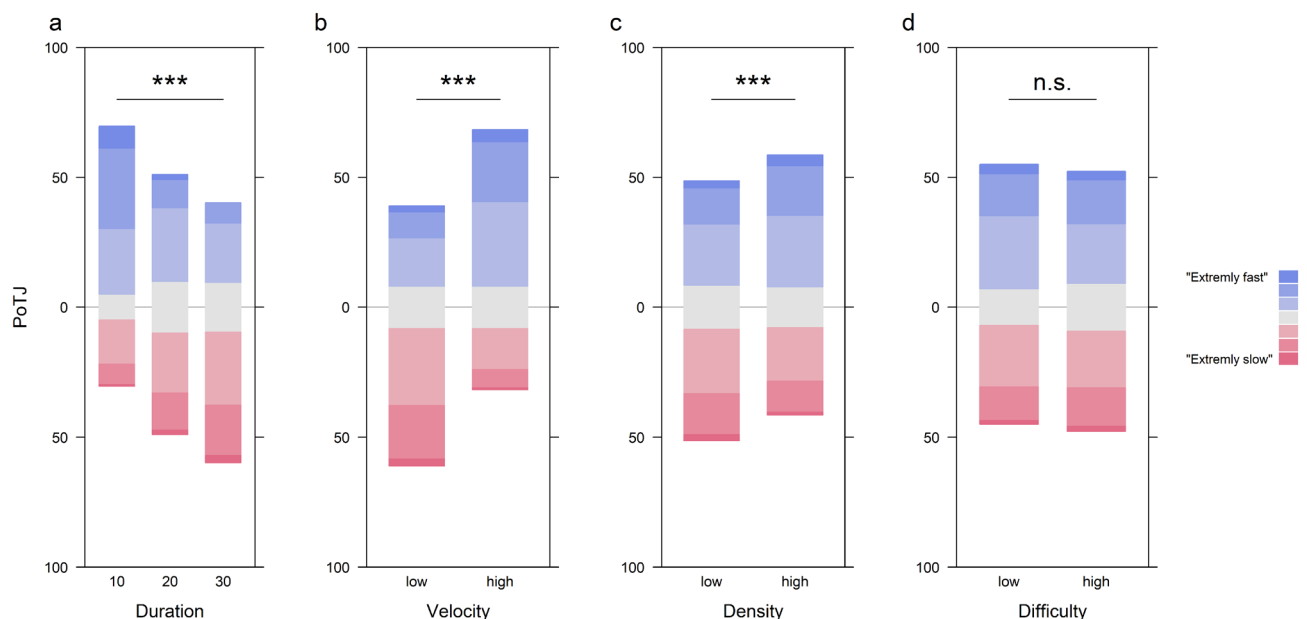 a
b
c
d
100
100
100
100
***
***
***
n.s.
50
50
50
50
"Extremly fast"
0
0
0
0
PoTJ
"Extremly slow"
50
50
50
50
100
100
100
100
10 20 30
low high
low high
low high
Duration
Velocity
Density
Difficulty